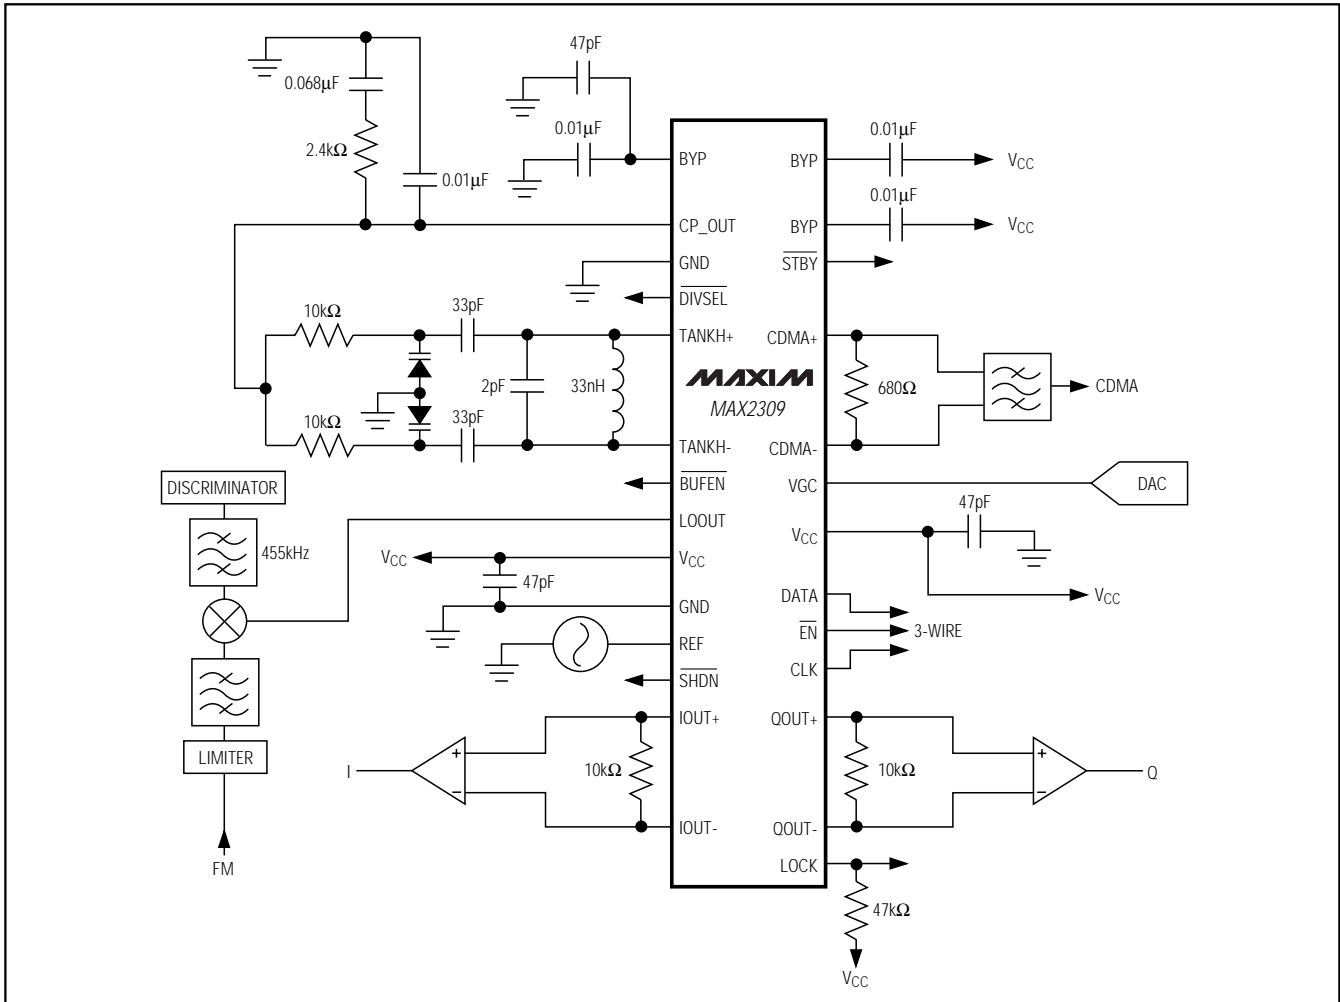 47pF
0.068μF
0.01μF
0.01μF
2.4kΩ
BYP
BYP
VCC
0.01μF
0.01μF
CP_OUT
BYP
VCC
GND
STBY
DIVSEL
10kΩ
33pF
TANKH+
CDMA+
MAXIM
2pF
33nH
680Ω
CDMA
MAX2309
10kΩ
33pF
TANKH-
CDMA-
BUFEN
VGC
DAC
DISCRIMINATOR
47pF
LOOUT
VCC
455kHz
VCC
VCC
47pF
DATA
VCC
GND
EN
3-WIRE
REF
CLK
SHDN
IOUT+
QOUT+
LIMITER
+
+
I
10kΩ
10kΩ
Q
−
−
IOUT-
QOUT-
FM
LOCK
47kΩ
VCC